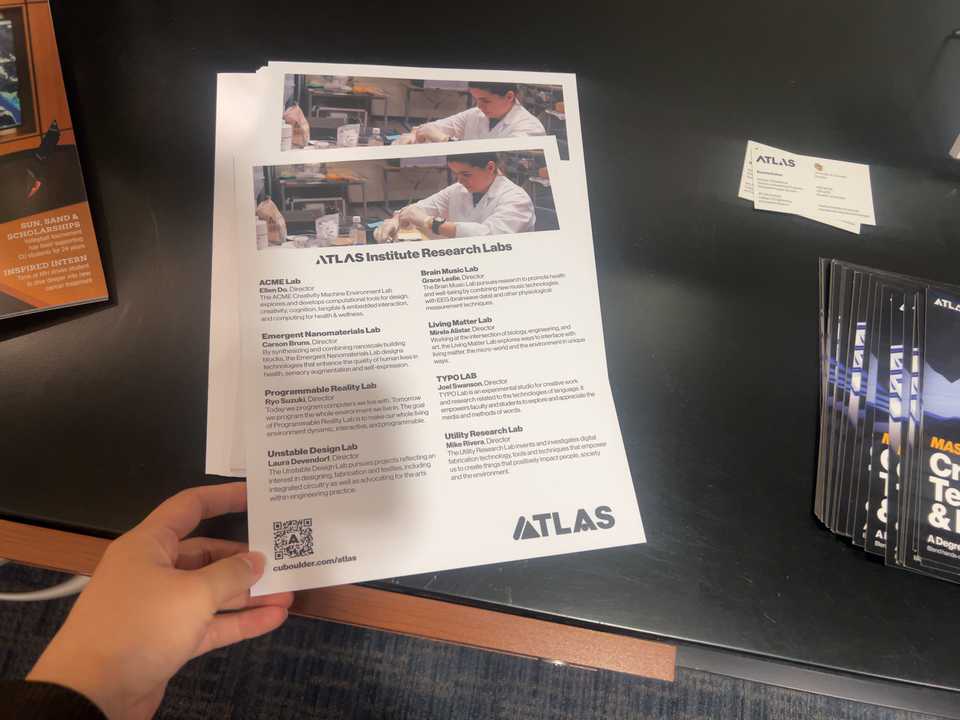 SUN, SAND &
SCHOLARSHIPS
Volleyball tournament
has been supporting
CU students for 24 years
INSPIRED INTERN
ATLAS Institute Research Labs
ACME Lab
Ellen Do, Director
The ACME Creativity Machine Environment Lab
explores and develops computational tools for design,
creativity, cognition, tangible & embedded interaction,
and computing for health & wellness.
Emergent Nanomaterials Lab
Carson Bruns, Director
By synthesizing and combining nanoscale building
blocks, the Emergent Nanomaterials Lab designs
technologies that enhance the quality of human lives in
health, sensory augmentation and self-expression.
Programmable Reality Lab
Ryo Suzuki, Director
Today we program computers we live with. Tomorrow
we program the whole environment we live in. The goal
of Programmable Reality Lab is to make our whole living
environment dynamic, interactive, and programmable.
Unstable Design Lab
Laura Devendorf, Director
The Unstable Design Lab pursues projects reflecting an
interest in designing, fabrication and textiles, including
integrated circuitry as well as advocating for the arts
within engineering practice.
Brain Music Lab
Grace Leslie, Director
The Brain Music Lab pursues research to promote health
and well-being by combining new music technologies
with EEG (brainwave data) and other physiological
measurement techniques.
Living Matter Lab
Mirela Alistar, Director
Working at the intersection of biology, engineering, and
art, the Living Matter Lab explores ways to interface with
living matter, the micro-world and the environment in unique
ways.
TYPO LAB
Joel Swanson, Director
TYPO Lab is an experimental studio for creative work
and research related to the technologies of language. It
empowers faculty and students to explore and appreciate the
media and methods of words.
Utility Research Lab
Mike Rivera, Director
The Utility Research Lab invents and investigates digital
fabrication technology, tools and techniques that empower
us to create things that positively impact people, society
and the environment.
A
cuboulder.com/atlas
ATLAS
ATLAS
ATLAS
MAS
Cr
Te
& 
A Degre